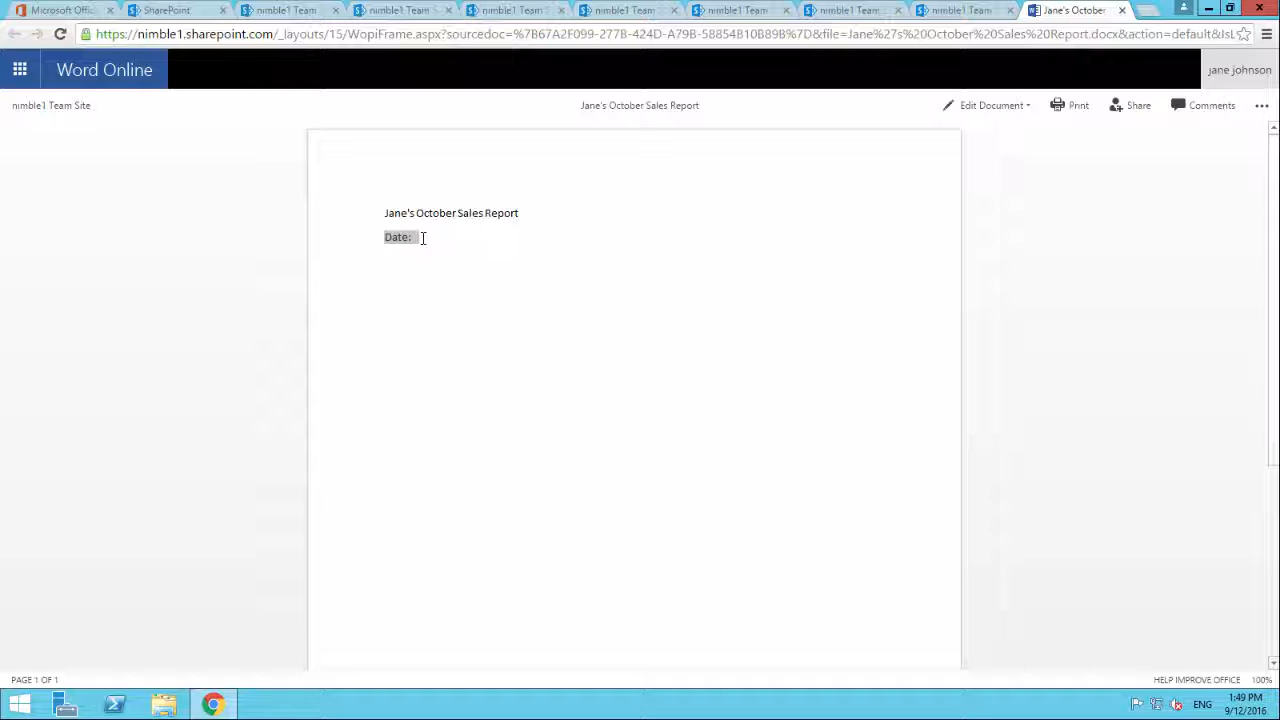 Microsoft Offic
SharePoint
nimble1 Team
nimble1 Team S
nimble1 Team
nimble1 Team
nimble1 Team
nimble1 Team
nimble1 Team
Jane's October
https://nimble1.sharepoint.com/_layouts/15/WopiFrame.aspx?sourcedoc=%7B67A2C099-277B-424D-A79B-58854B10B89B%7D&file=Jane%27s%20October%20Sales%20Report.docx&action=default&IsL
Word Online
jane johnson
nimble1 Team Site
Jane's October Sales Report
Edit Document
Print
Share
Comments
Jane's October Sales Report
Date:
PAGE 1 OF 1
HELP IMPROVE OFFICE
100%
ENG
1:49 PM
9/12/2016